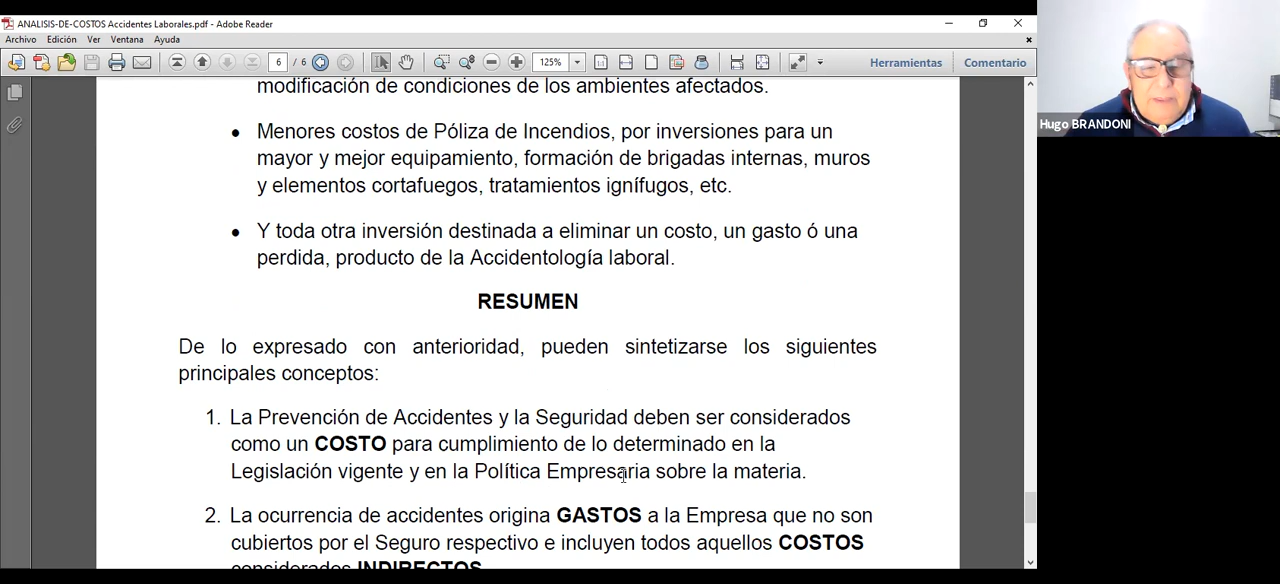 ANALISIS-DE-COSTOS Accidentes Laborales.pdf - Adobe Reader
Archivo Edición Ver Ventana Ayuda
6 / 6 125% Herramientas Comentario
modificación de condiciones de los ambientes afectados.
• Menores costos de Póliza de Incendios, por inversiones para un
mayor y mejor equipamiento, formación de brigadas internas, muros
y elementos cortafuegos, tratamientos ignífugos, etc.
• Y toda otra inversión destinada a eliminar un costo, un gasto ó una
perdida, producto de la Accidentología laboral.
RESUMEN
De lo expresado con anterioridad, pueden sintetizarse los siguientes
principales conceptos:
1. La Prevención de Accidentes y la Seguridad deben ser considerados
como un COSTO para cumplimiento de lo determinado en la
Legislación vigente y en la Política Empresaria sobre la materia.
2. La ocurrencia de accidentes origina GASTOS a la Empresa que no son
cubiertos por el Seguro respectivo e incluyen todos aquellos COSTOS
considerados INDIRECTOS.
Hugo BRANDONI